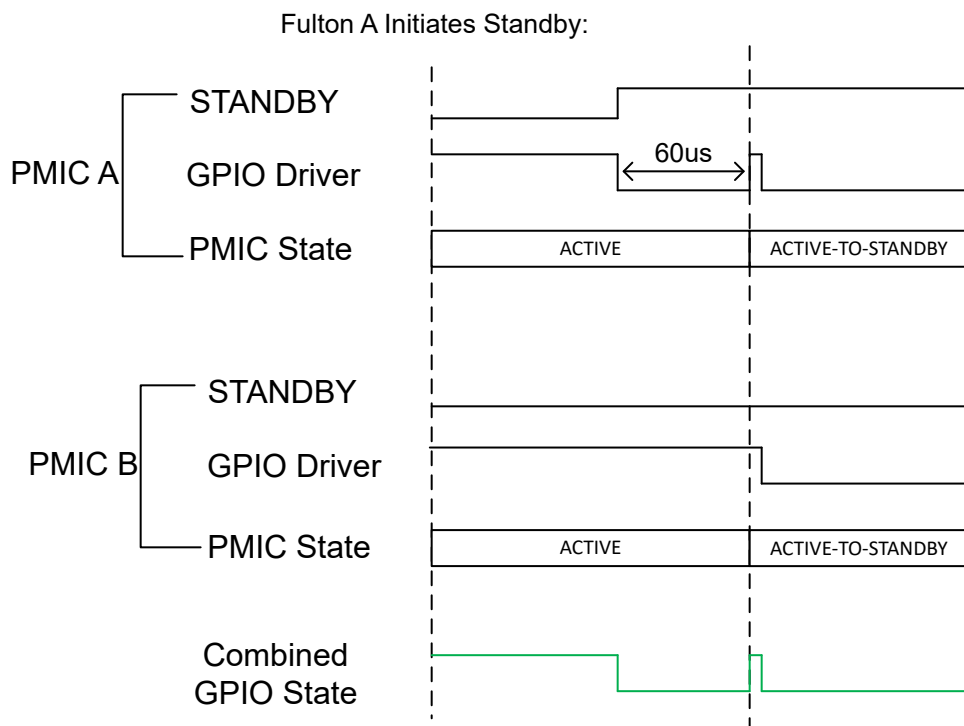 Fulton A Initiates Standby:
STANDBY
PMIC A
GPIO Driver
60us
PMIC State
ACTIVE
ACTIVE-TO-STANDBY
STANDBY
PMIC B
GPIO Driver
PMIC State
ACTIVE
ACTIVE-TO-STANDBY
Combined
GPIO State